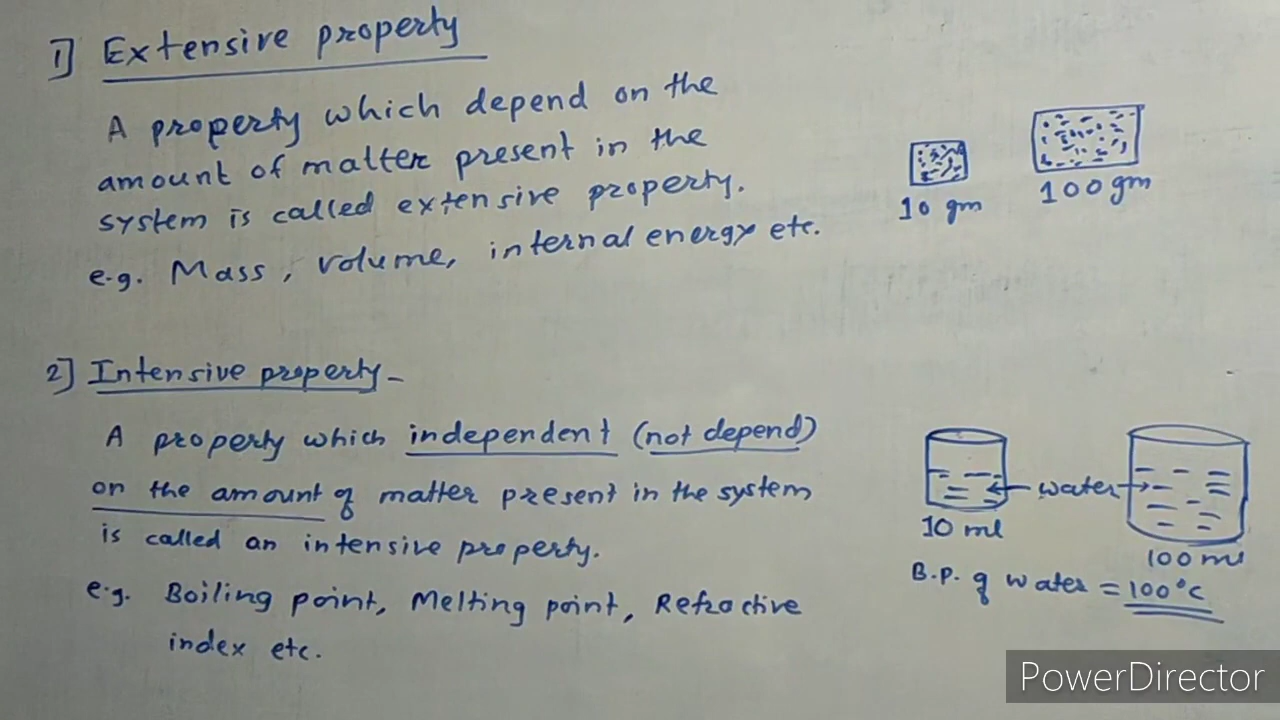 1] Extensive property
A property which depend on the
amount of matter present in the
system is called extensive property.
e.g. Mass, volume, internal energy etc.
10 gm
100 gm
2] Intensive property -
A property which independent (not depend)
on the amount of matter present in the system
is called an intensive property.
e.g. Boiling point, Melting point, Refractive
index etc.
water
10 ml
100 ml
B.P. of water = 100°C
PowerDirector